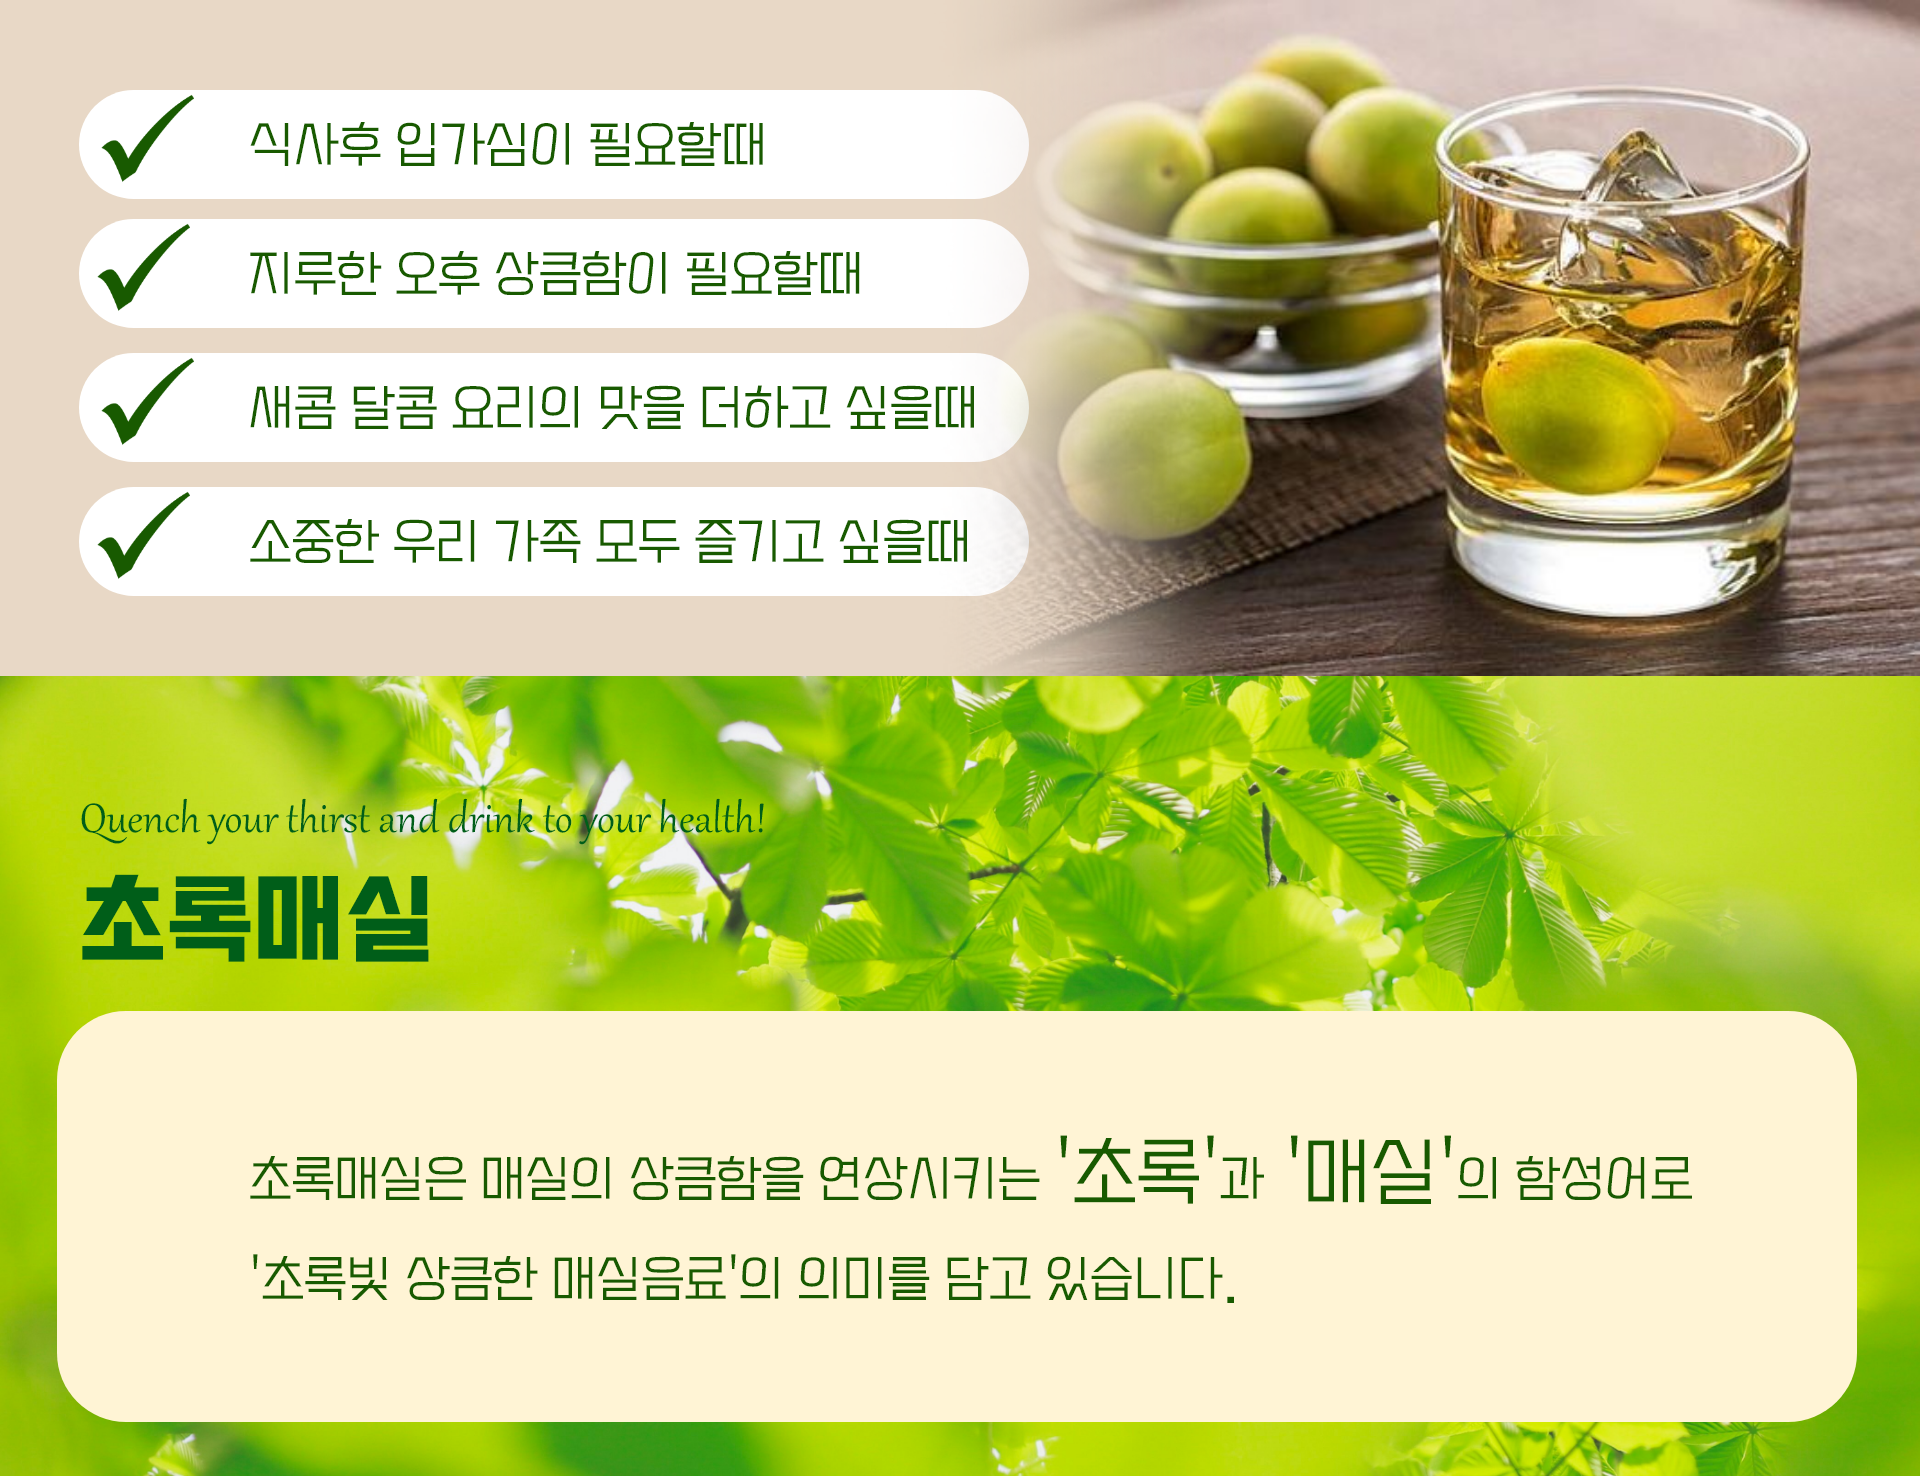 식사후 입가심이 필요할때
지루한 오후 상큼함이 필요할때
새콤 달콤 요리의 맛을 더하고 싶을때
소중한 우리 가족 모두 즐기고 싶을때
Quench your thirst and drink to your health!
초록매실
초록매실은 매실의 상큼함을 연상시키는 '초록'과 '매실'의 합성어로
'초록빛 상큼한 매실음료'의 의미를 담고 있습니다.